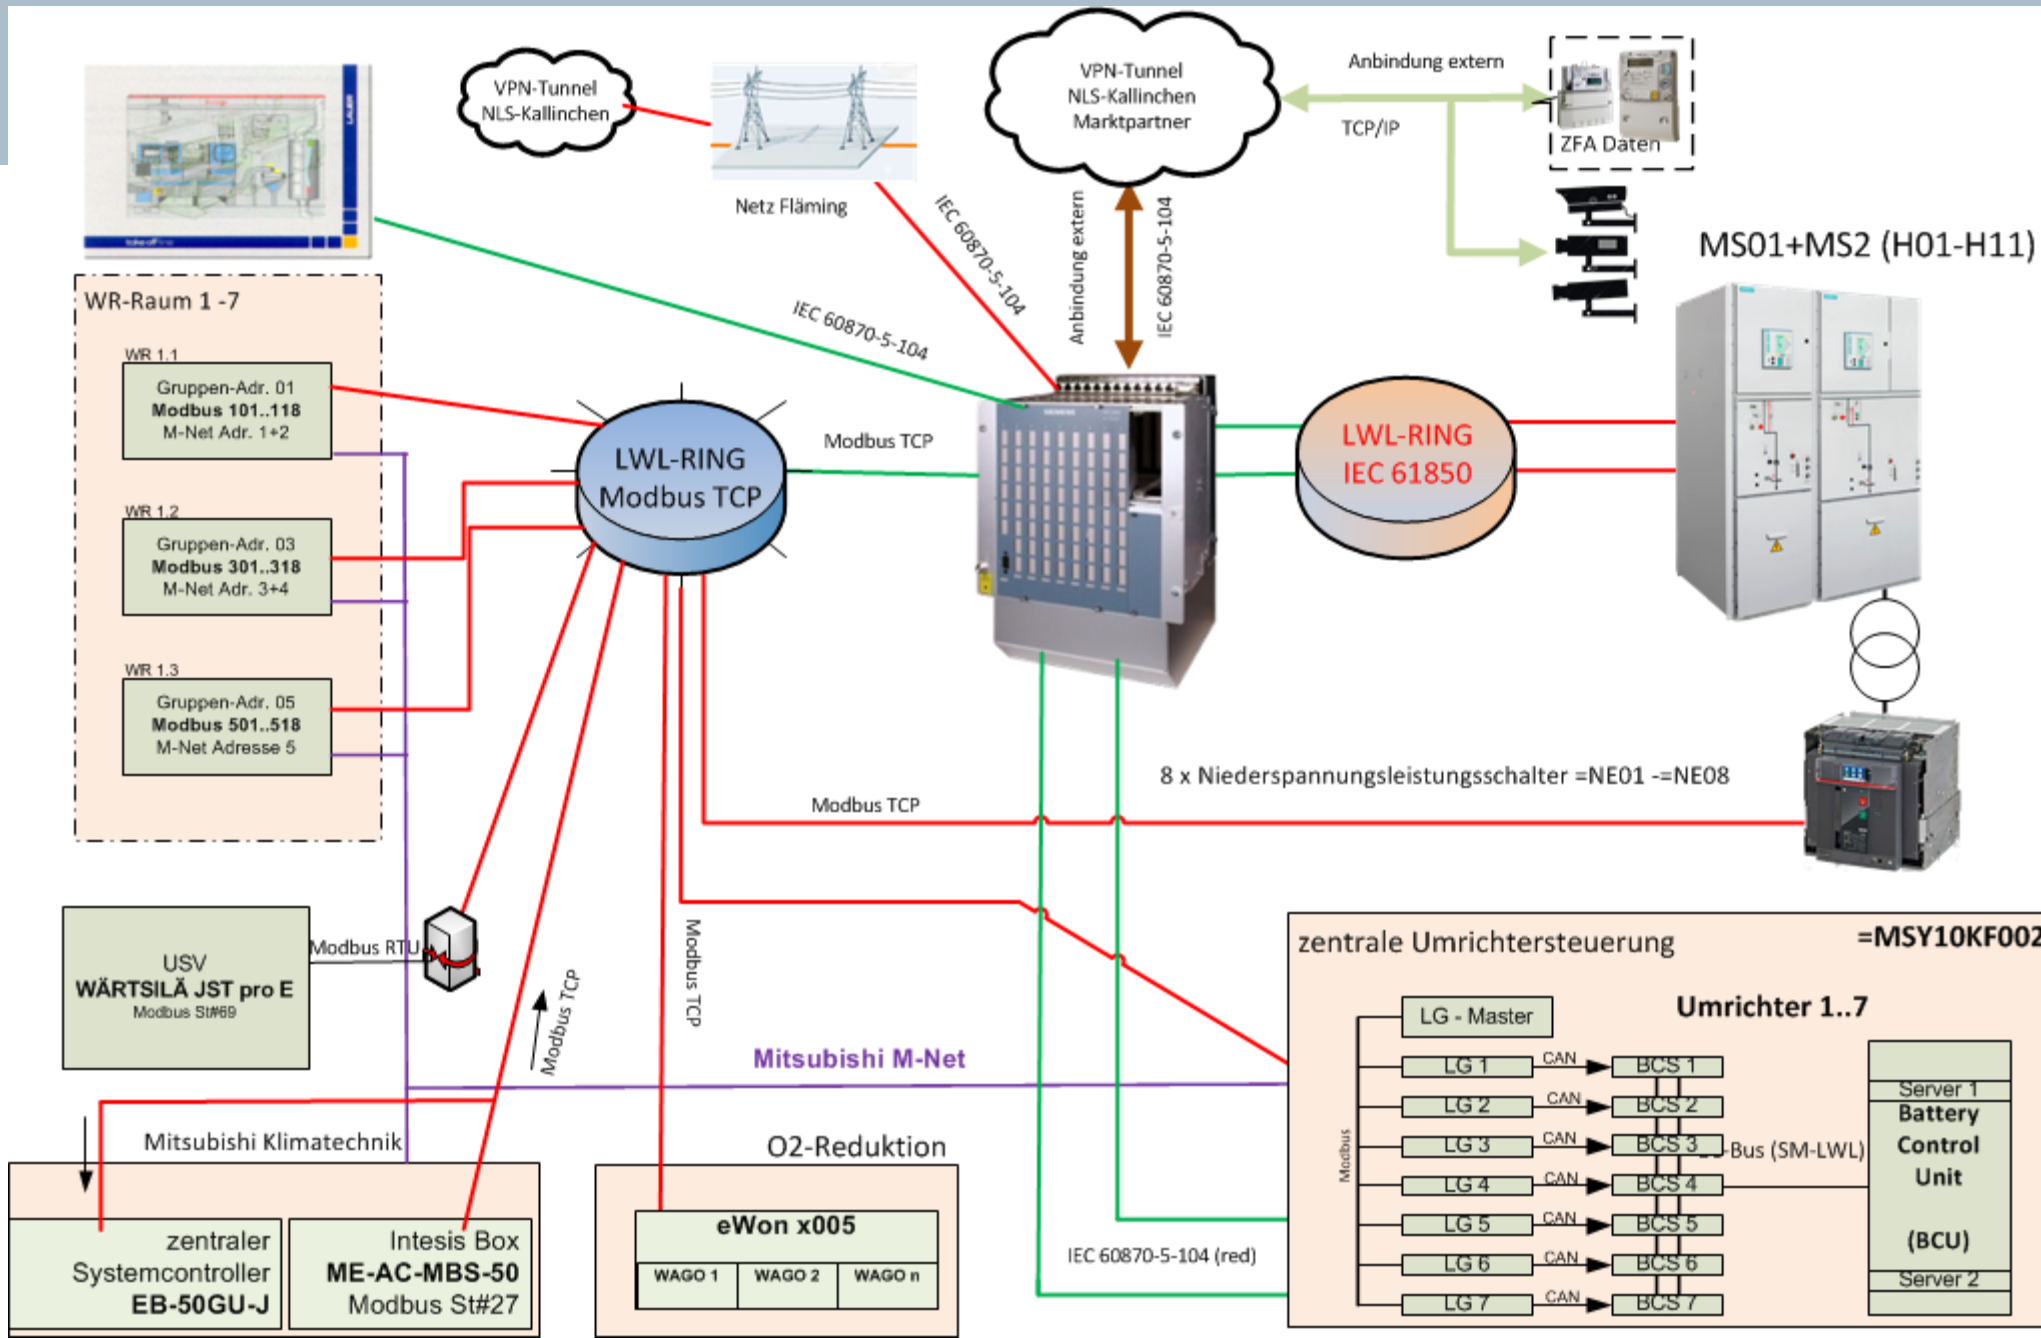 VPN-Tunnel
NLS-Kallinchen
VPN-Tunnel
NLS-Kallinchen
Marktpartner
Anbindung extern
TCP/IP
ZFA Daten
LAUER
Netz Fläming
IEC 60870-5-104
IEC 60870-5-104
Anbindung extern
IEC 60870-5-104
MS01+MS2 (H01-H11)
WR-Raum 1 -7
WR 1.1
Gruppen-Adr. 01
Modbus 101..118
M-Net Adr. 1+2
WR 1.2
Gruppen-Adr. 03
Modbus 301..318
M-Net Adr. 3+4
WR 1.3
Gruppen-Adr. 05
Modbus 501..518
M-Net Adresse 5
LWL-RING
Modbus TCP
Modbus TCP
SIEMENS
LWL-RING
IEC 61850
8 x Niederspannungsleistungsschalter =NE01 -=NE08
Modbus TCP
USV
WÄRTSILÄ JST pro E
Modbus St#69
Modbus RTU
Modbus TCP
Modbus TCP
Mitsubishi M-Net
Mitsubishi Klimatechnik
zentraler
Systemcontroller
EB-50GU-J
Intesis Box
ME-AC-MBS-50
Modbus St#27
O2-Reduktion
eWon x005
WAGO 1
WAGO 2
WAGO n
IEC 60870-5-104 (red)
zentrale Umrichtersteuerung
=MSY10KF002
Umrichter 1..7
Modbus
LG - Master
LG 1 CAN BCS 1
LG 2 CAN BCS 2
LG 3 CAN BCS 3
LG 4 CAN BCS 4
LG 5 CAN BCS 5
LG 6 CAN BCS 6
LG 7 CAN BCS 7
-Bus (SM-LWL)
Server 1
Battery
Control
Unit
(BCU)
Server 2